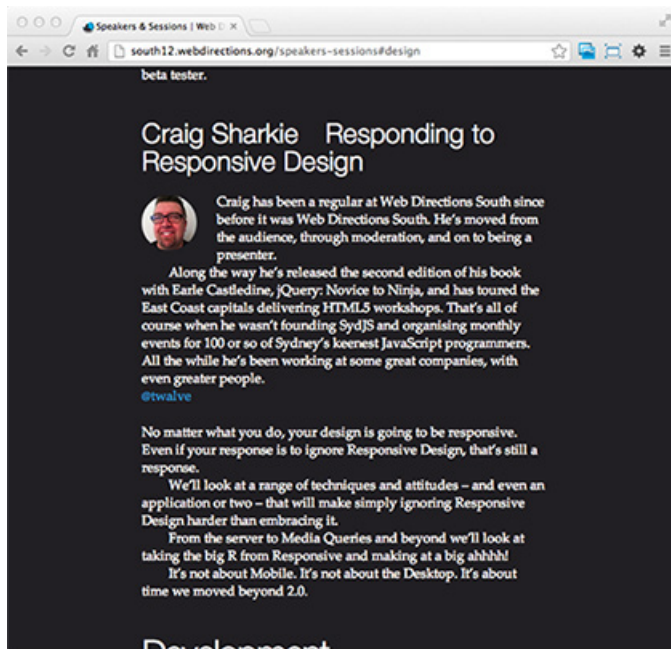 Speakers & Sessions | Web D
south12.webdirections.org/speakers-sessions#design
beta tester.
Craig Sharkie Responding to
Responsive Design
Craig has been a regular at Web Directions South since
before it was Web Directions South. He's moved from
the audience, through moderation, and on to being a
presenter.
Along the way he's released the second edition of his book
with Earle Castledine, jQuery: Novice to Ninja, and has toured the
East Coast capitals delivering HTML5 workshops. That's all of
course when he wasn't founding SydJS and organising monthly
events for 100 or so of Sydney's keenest JavaScript programmers.
All the while he's been working at some great companies, with
even greater people.
@twalve
No matter what you do, your design is going to be responsive.
Even if your response is to ignore Responsive Design, that's still a
response.
We'll look at a range of techniques and attitudes – and even an
application or two – that will make simply ignoring Responsive
Design harder than embracing it.
From the server to Media Queries and beyond we'll look at
taking the big R from Responsive and making at a big ahhhh!
It's not about Mobile. It's not about the Desktop. It's about
time we moved beyond 2.0.
Development